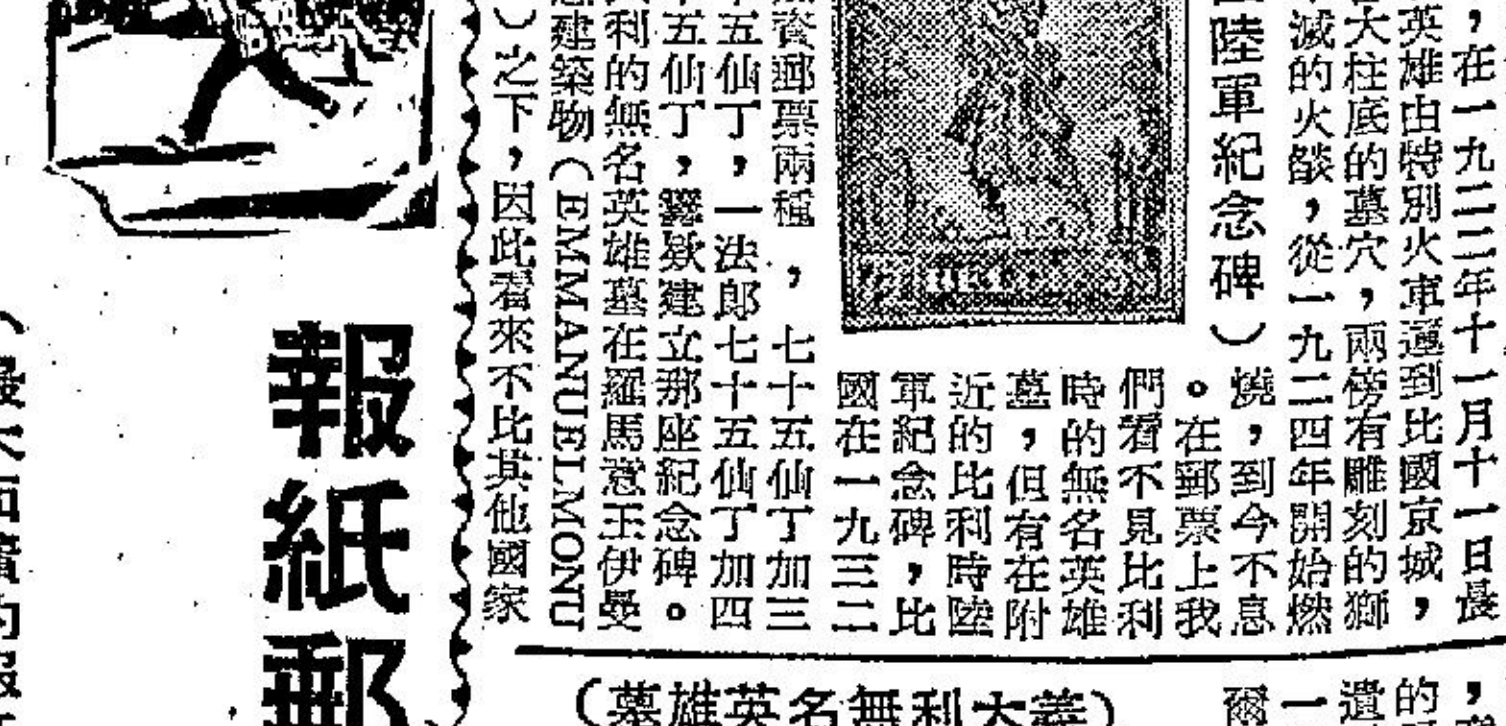 ，在一九二二年十一月十一日長
英雄由特別火車運到比國京城，
大柱底的墓穴，兩傍有雕刻的獅
滅的火燄，從一九二四年開始燃
燒，到今不息
。在郵票上我
們看不見比利
時的無名英雄
墓，但有在附
近的比利時陸
軍紀念碑，比
國在一九三二
陸軍紀念碑）
資郵票兩種，七十五仙丁加三
五仙丁，一法郎七十五仙丁加四
五仙丁，籌欵建立那座紀念碑。
利的無名英雄墓在羅馬意王伊曼
建築物（EMMANUELMONU
）之下，因此看來不比其他國家
（墓雄英名無利大義）
報紙郵
的
遺
一
爾